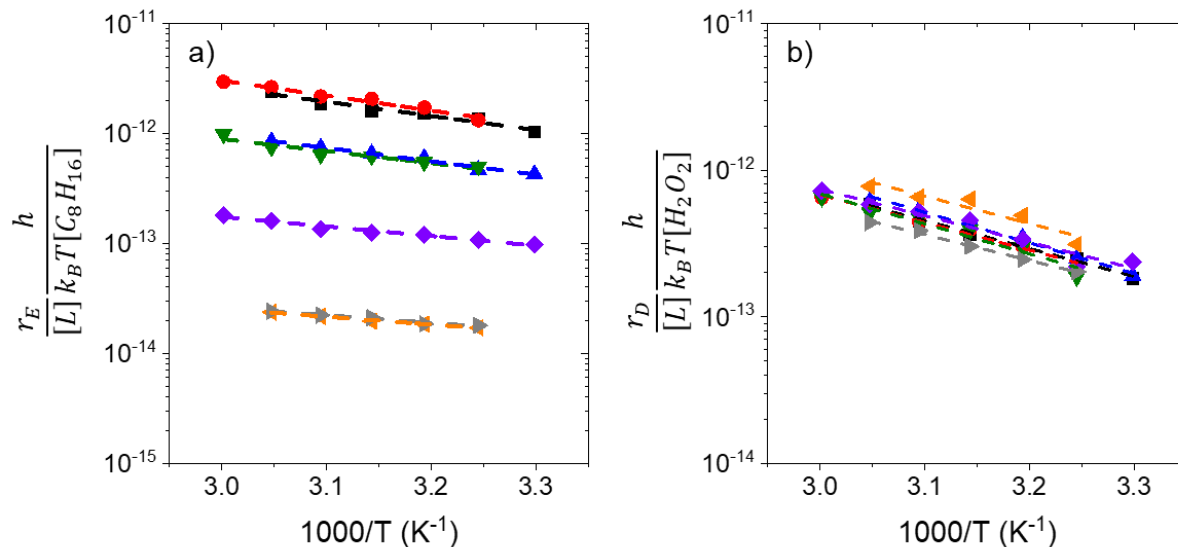 a)
10⁻¹¹
10⁻¹²
10⁻¹³
10⁻¹⁴
10⁻¹⁵
r_E / [L] h / k_B T[C₈H₁₆]
3.0 3.1 3.2 3.3
1000/T (K⁻¹)
b)
10⁻¹¹
10⁻¹²
10⁻¹³
10⁻¹⁴
r_D / [L] h / k_B T[H₂O₂]
3.0 3.1 3.2 3.3
1000/T (K⁻¹)